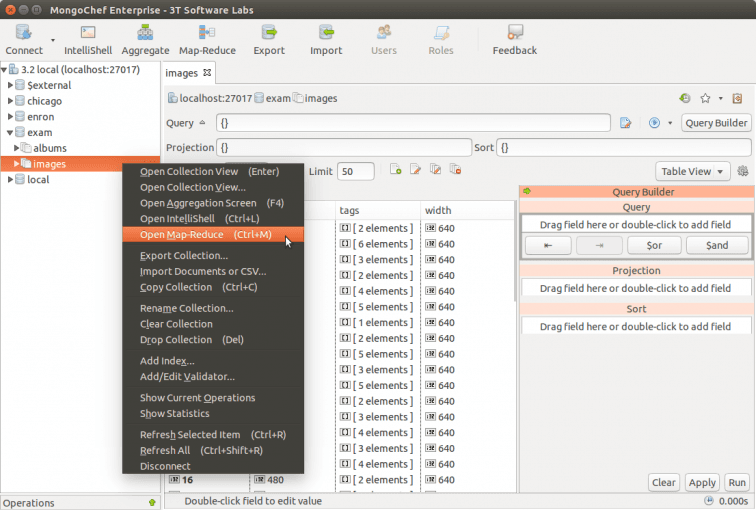 MongoChef Enterprise - 3T Software Labs
Connect IntelliShell Aggregate Map-Reduce Export Import Users Roles Feedback
3.2 local (localhost:27017)
$external
chicago
enron
exam
albums
images
local
images
localhost:27017 exam images
Query {} Query Builder
Projection {} Sort {}
Limit 50 Table View
Open Collection View (Enter)
Open Collection View...
Open Aggregation Screen (F4)
Open IntelliShell (Ctrl+L)
Open Map-Reduce (Ctrl+M)
Export Collection...
Import Documents or CSV...
Copy Collection (Ctrl+C)
Rename Collection...
Clear Collection
Drop Collection (Del)
Add Index...
Add/Edit Validator...
Show Current Operations
Show Statistics
Refresh Selected Item (Ctrl+R)
Refresh All (Ctrl+Shift+R)
Disconnect
tags width
[ 2 elements ] 640
[ 6 elements ] 640
[ 3 elements ] 640
[ 2 elements ] 640
[ 4 elements ] 640
[ 5 elements ] 640
[ 1 elements ] 640
[ 2 elements ] 640
[ 5 elements ] 640
[ 3 elements ] 640
[ 5 elements ] 640
[ 2 elements ] 640
[ 3 elements ] 640
[ 4 elements ] 640
[ 3 elements ] 640
[ 4 elements ] 640
16 480 [ 2 elements ] 640
Query Builder
Query
Drag field here or double-click to add field
$or $and
Projection
Drag field here or double-click to add field
Sort
Drag field here or double-click to add field
Clear Apply Run
Operations
Double-click field to edit value
0.000s